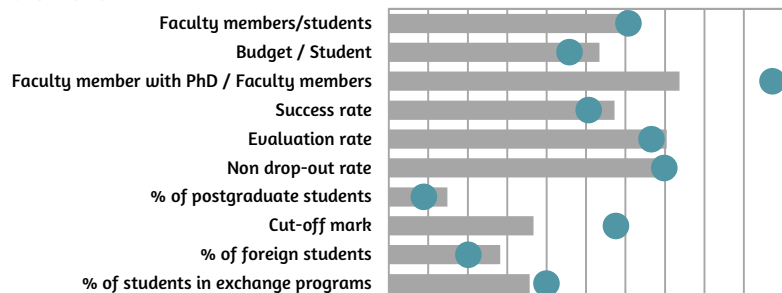 Faculty members/students
Budget / Student
Faculty member with PhD / Faculty members
Success rate
Evaluation rate
Non drop-out rate
% of postgraduate students
Cut-off mark
% of foreign students
% of students in exchange programs